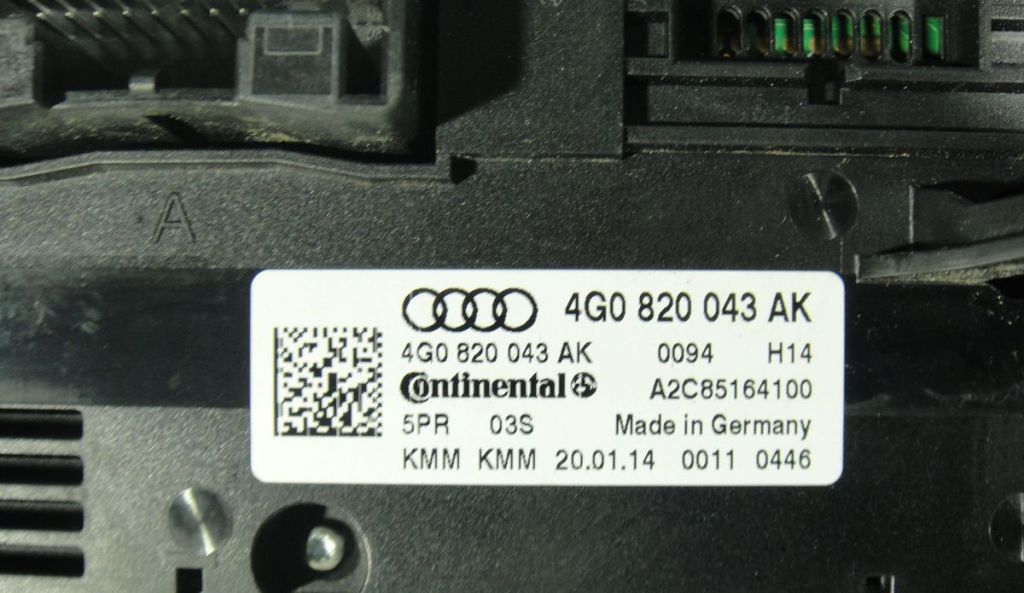 A
4G0 820 043 AK
4G0 820 043 AK 0094 H14
Continental A2C85164100
5PR 03S Made in Germany
KMM KMM 20.01.14 0011 0446